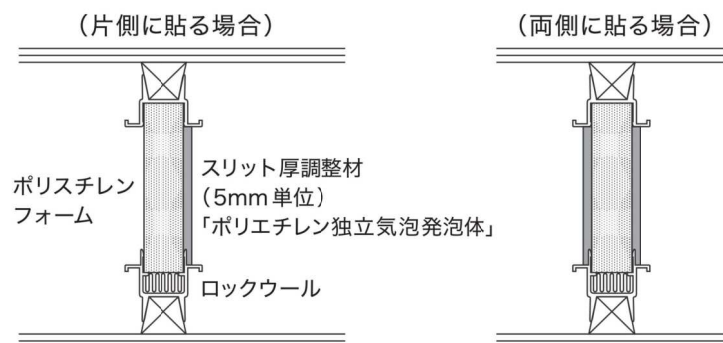 (片側に貼る場合)
(両側に貼る場合)
ポリスチレン
フォーム
スリット厚調整材
(5mm単位)
「ポリエチレン独立気泡発泡体」
ロックウール